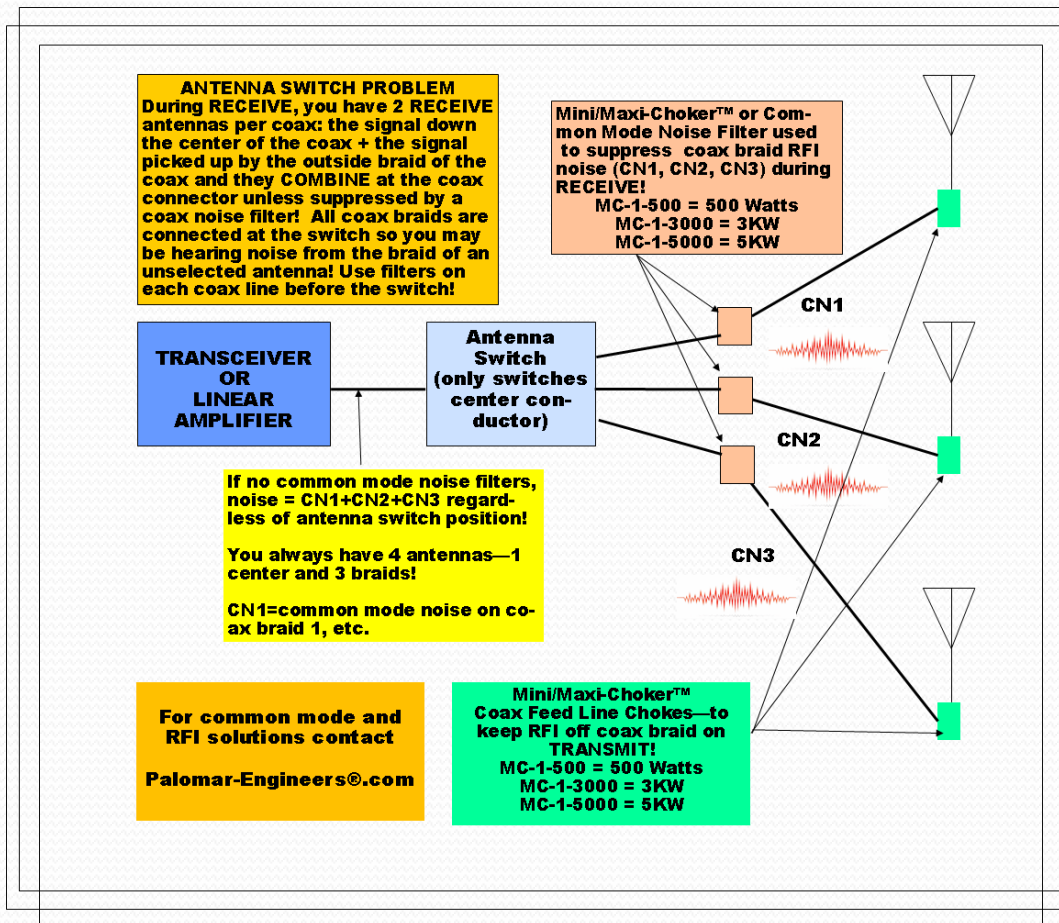 ANTENNA SWITCH PROBLEM
During RECEIVE, you have 2 RECEIVE
antennas per coax: the signal down
the center of the coax + the signal
picked up by the outside braid of the
coax and they COMBINE at the coax
connector unless suppressed by a
coax noise filter!  All coax braids are
connected at the switch so you may
be hearing noise from the braid of an
unselected antenna! Use filters on
each coax line before the switch!
Mini/Maxi-Choker™ or Com-
mon Mode Noise Filter used
to suppress  coax braid RFI
noise (CN1, CN2, CN3) during
RECEIVE!
MC-1-500 = 500 Watts
MC-1-3000 = 3KW
MC-1-5000 = 5KW
CN1
TRANSCEIVER
OR
LINEAR
AMPLIFIER
Antenna
Switch
(only switches
center con-
ductor)
CN2
If no common mode noise filters,
noise = CN1+CN2+CN3 regard-
less of antenna switch position!
You always have 4 antennas—1
center and 3 braids!
CN1=common mode noise on co-
ax braid 1, etc.
CN3
For common mode and
RFI solutions contact
Palomar-Engineers®.com
Mini/Maxi-Choker™
Coax Feed Line Chokes—to
keep RFI off coax braid on
TRANSMIT!
MC-1-500 = 500 Watts
MC-1-3000 = 3KW
MC-1-5000 = 5KW